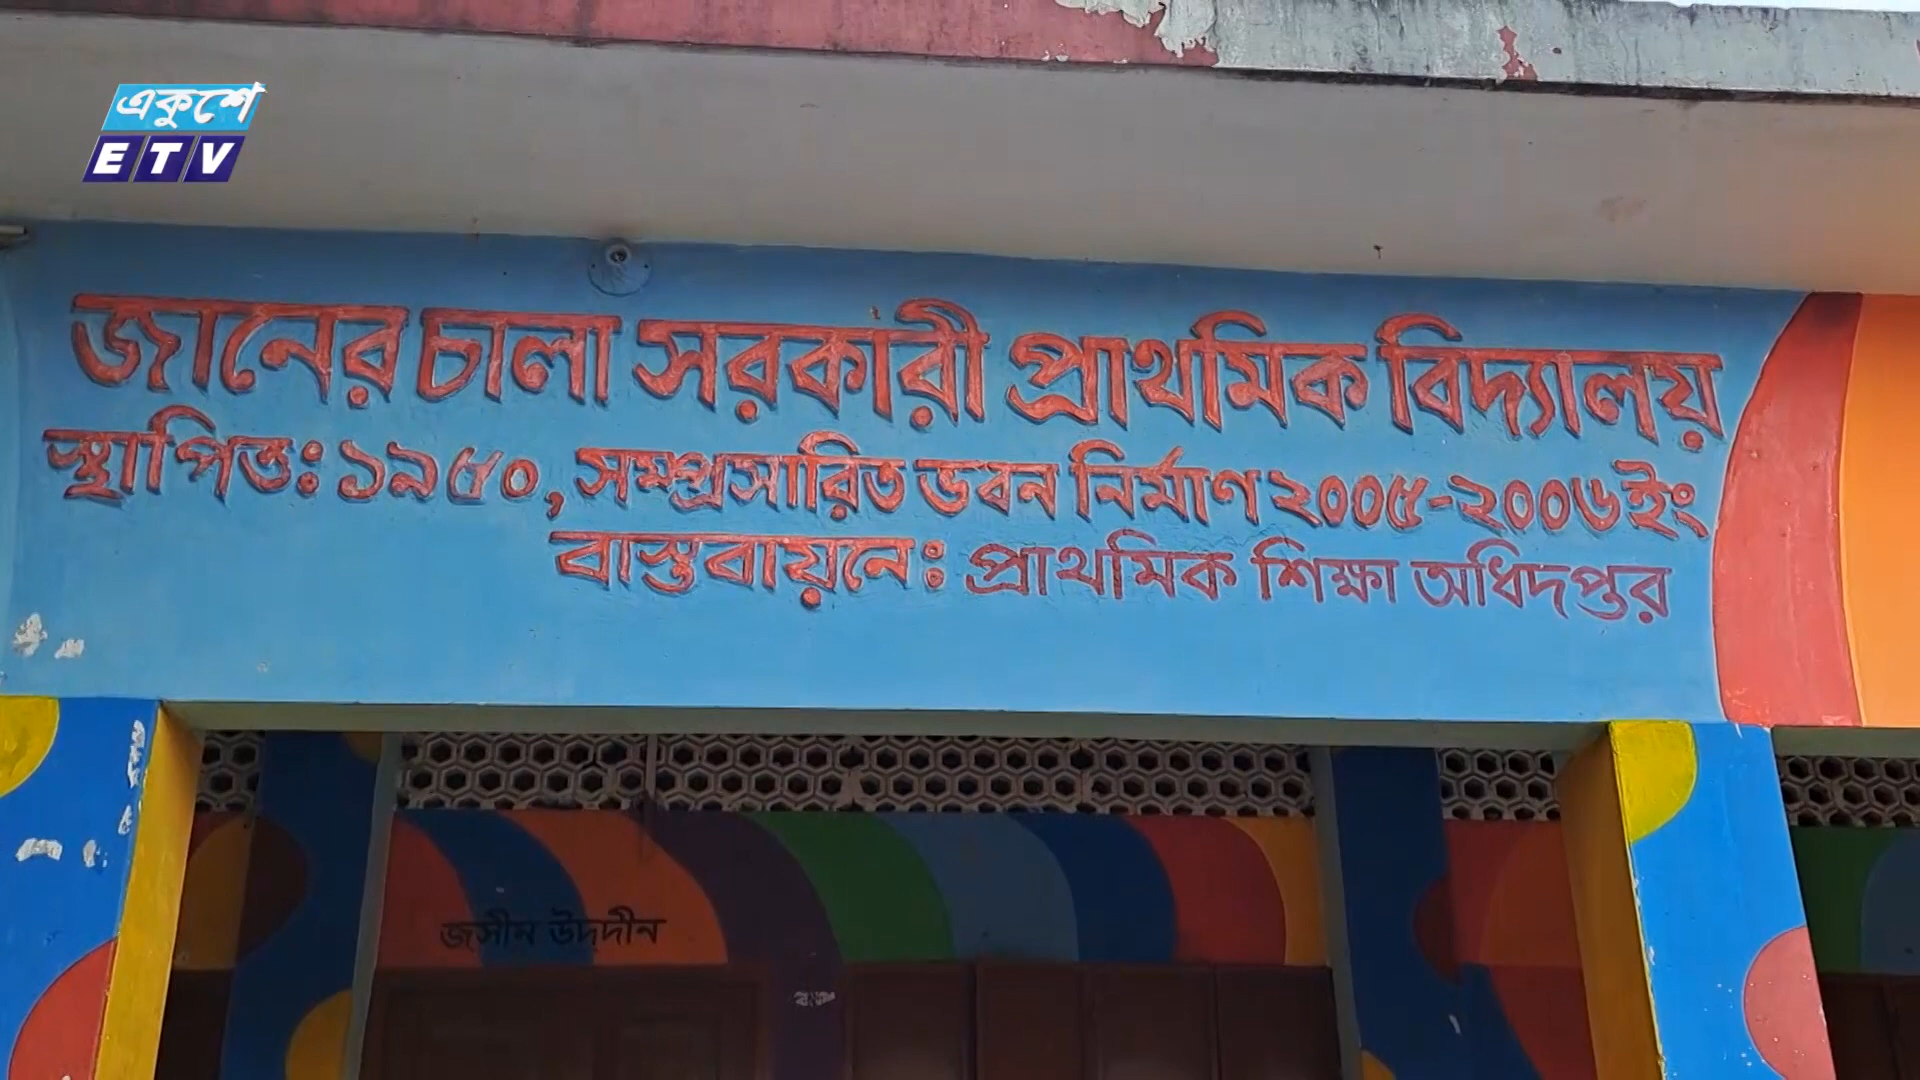 একুশে
ETV
জানের চালা সরকারী প্রাথমিক বিদ্যালয়
স্থাপিতঃ ১৯৫০, সম্প্রসারিত ভবন নির্মাণ ২০০৫-২০০৬ইং
বাস্তবায়নেঃ প্রাথমিক শিক্ষা অধিদপ্তর
জসীম উদদীন